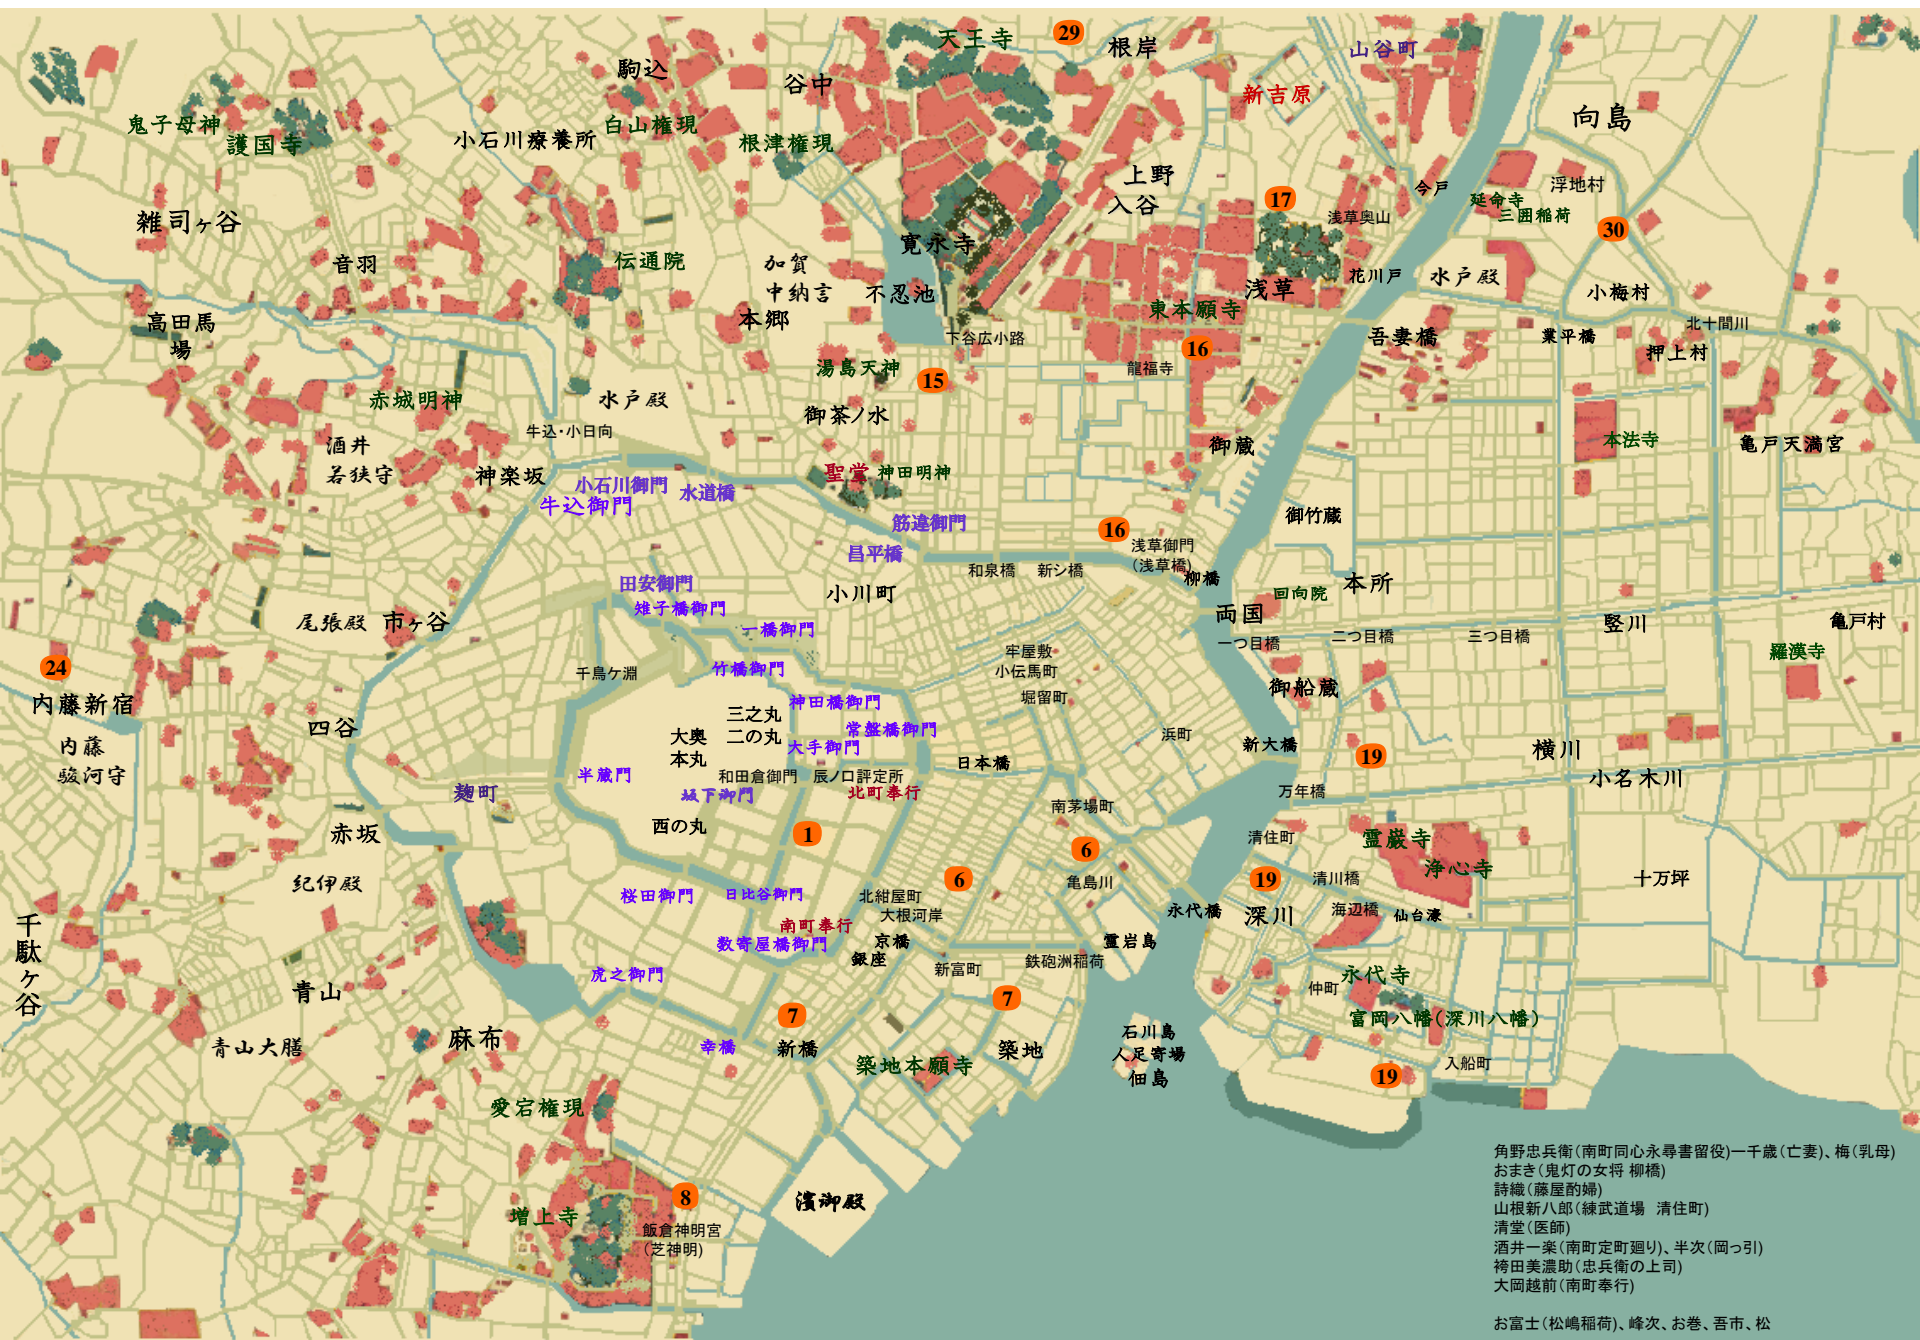 天王寺
29
根岸
山谷町
駒込
谷中
新吉原
向島
鬼子母神
護国寺
小石川療養所
白山権現
根津権現
上野
入谷
17
今戸
浮地村
延命寺
三囲稲荷
30
雑司ヶ谷
浅草奥山
寛永寺
音羽
伝通院
加賀
中納言
不忍池
浅草
花川戸
水戸殿
小梅村
高田馬
場
本郷
東本願寺
下谷広小路
吾妻橋
業平橋
北十間川
押上村
16
湯島天神
15
龍福寺
赤城明神
水戸殿
御茶ノ水
牛込・小日向
酒井
若狭守
神楽坂
御蔵
本法寺
亀戸天満宮
聖堂
神田明神
小石川御門
水道橋
牛込御門
筋違御門
昌平橋
16
浅草御門
(浅草橋)
御竹蔵
和泉橋
新シ橋
柳橋
田安御門
雉子橋御門
小川町
回向院
本所
両国
尾張殿
市ヶ谷
一橋御門
一つ目橋
二つ目橋
三つ目橋
竪川
亀戸村
羅漢寺
牢屋敷
小伝馬町
堀留町
24
内藤新宿
千鳥ケ淵
竹橋御門
御船蔵
四谷
神田橋御門
三之丸
二の丸
常盤橋御門
大手御門
大奥
本丸
浜町
新大橋
19
横川
内藤
駿河守
半蔵門
和田倉御門
辰ノ口評定所
日本橋
小名木川
麹町
坂下御門
北町奉行
万年橋
南茅場町
西の丸
1
赤坂
清住町
霊巌寺
浄心寺
6
6
亀島川
19
清川橋
十万坪
紀伊殿
桜田御門
日比谷御門
北紺屋町
大根河岸
永代橋
深川
海辺橋
仙台濠
千
駄
ヶ
谷
南町奉行
数寄屋橋御門
京橋
銀座
霊岩島
虎之御門
新富町
鉄砲洲稲荷
永代寺
仲町
青山
7
7
富岡八幡(深川八幡)
石川島
人足寄場
佃島
青山大膳
麻布
幸橋
新橋
築地本願寺
築地
入船町
19
愛宕権現
角野忠兵衛(南町同心永尋書留役)―千歳(亡妻)、梅(乳母)
おまき(鬼灯の女将 柳橋)
詩織(藤屋酌婦)
山根新八郎(練武道場　清住町)
清堂(医師)
酒井一楽(南町定町廻り)、半次(岡っ引)
袴田美濃助(忠兵衛の上司)
大岡越前(南町奉行)
8
濱御殿
増上寺
飯倉神明宮
(芝神明)
お富士(松嶋稲荷)、峰次、お巻、吾市、松